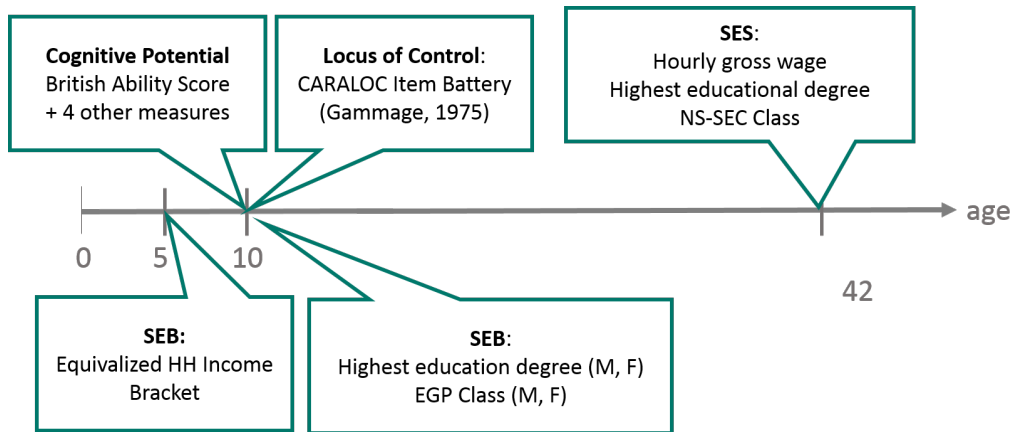 Cognitive Potential
British Ability Score
+ 4 other measures
Locus of Control:
CARALOC Item Battery
(Gammage, 1975)
SES:
Hourly gross wage
Highest educational degree
NS-SEC Class
age
0
5
10
42
SEB:
Equivalized HH Income
Bracket
SEB:
Highest education degree (M, F)
EGP Class (M, F)